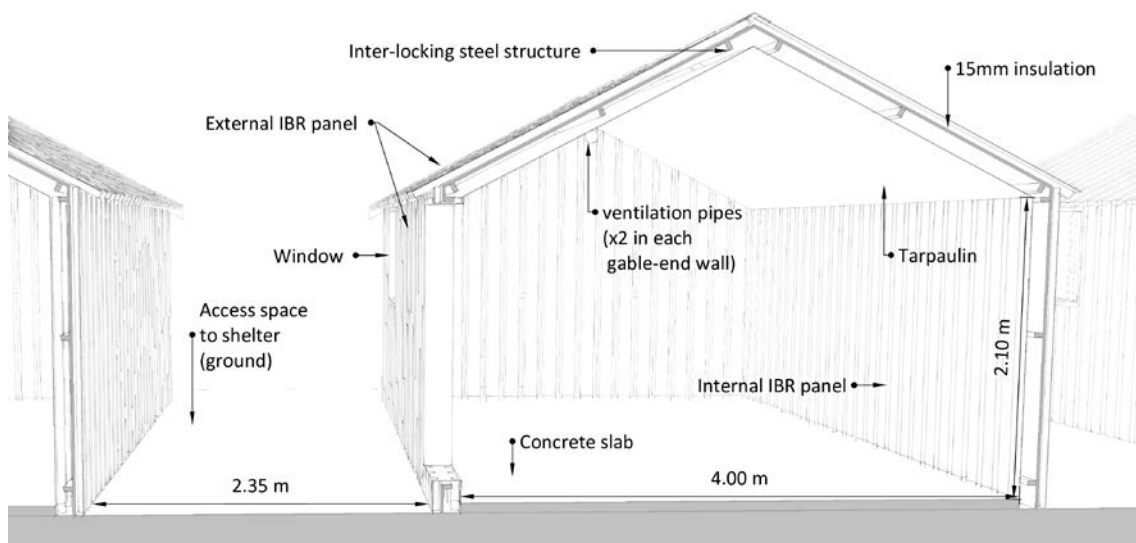 Inter-locking steel structure
15mm insulation
External IBR panel
ventilation pipes
(x2 in each
gable-end wall)
Window
Tarpaulin
Access space
to shelter
(ground)
2.10 m
Internal IBR panel
Concrete slab
2.35 m
4.00 m